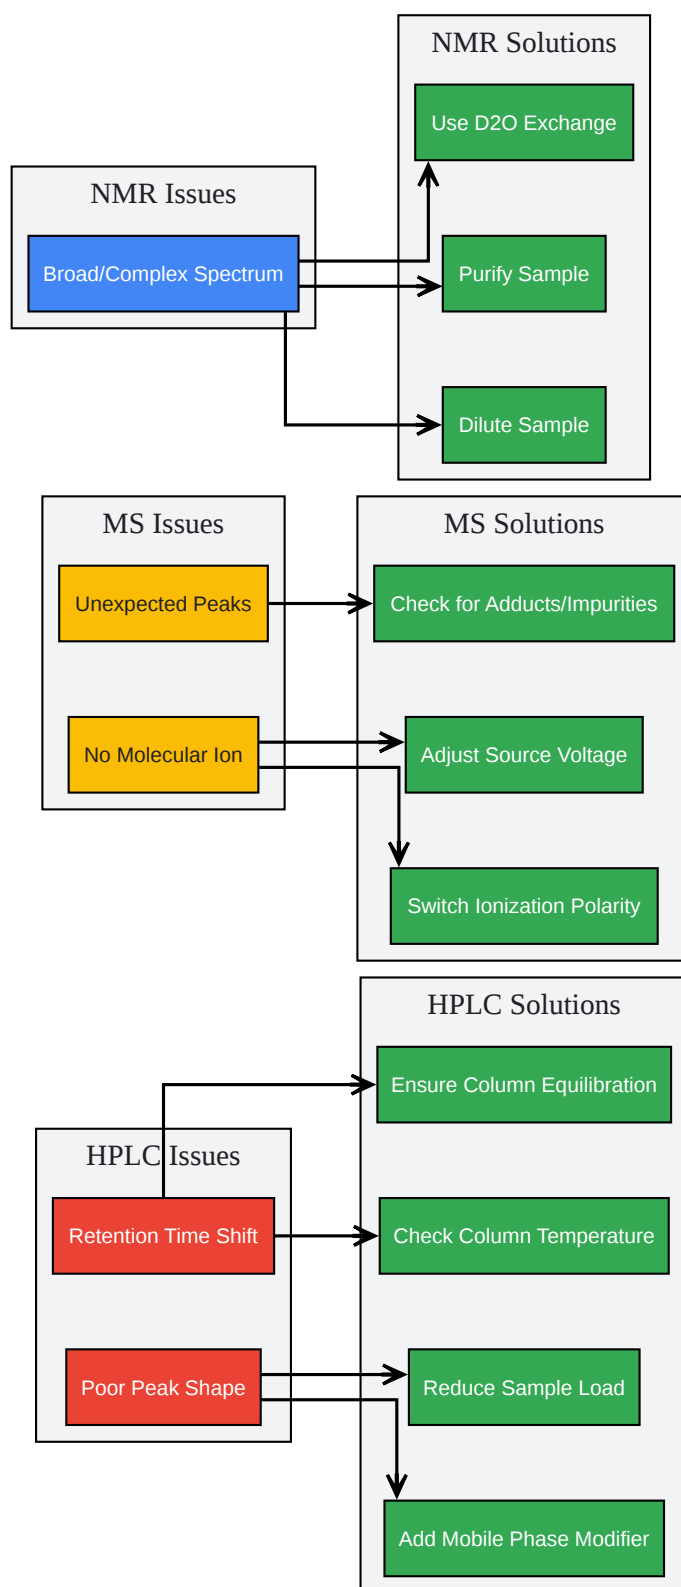 NMR Solutions
Use D2O Exchange
NMR Issues
Broad/Complex Spectrum
Purify Sample
Dilute Sample
MS Issues
MS Solutions
Unexpected Peaks
Check for Adducts/Impurities
No Molecular Ion
Adjust Source Voltage
Switch Ionization Polarity
HPLC Solutions
Ensure Column Equilibration
HPLC Issues
Retention Time Shift
Check Column Temperature
Poor Peak Shape
Reduce Sample Load
Add Mobile Phase Modifier